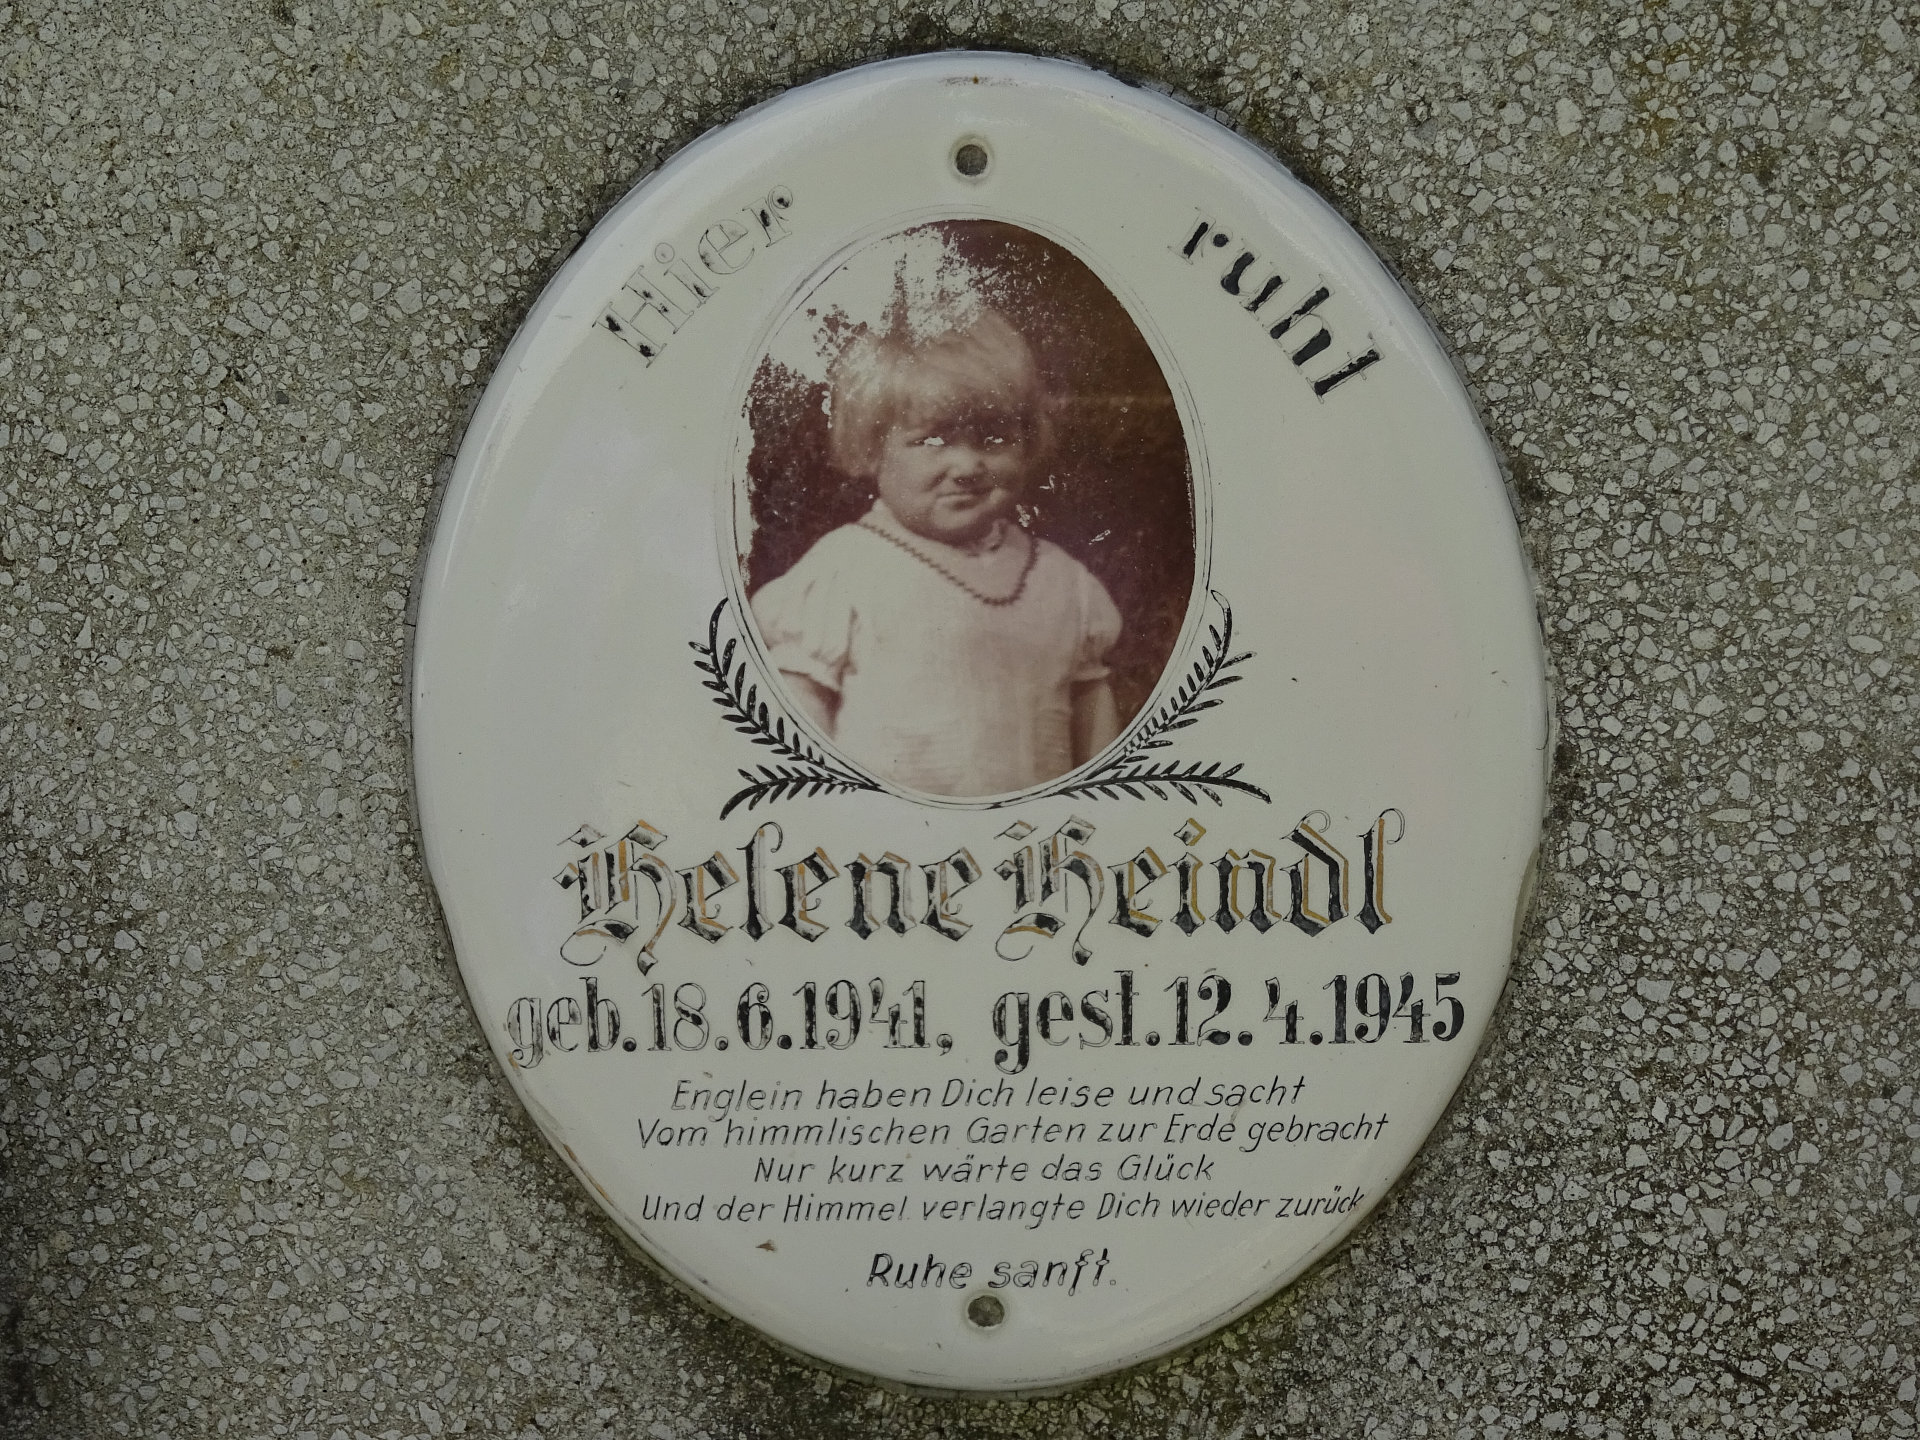 Hier ruht
Helene Heindl
geb. 18.6.1941, gest. 12.4.1945
Englein haben Dich leise und sacht
Vom himmlischen Garten zur Erde gebracht
Nur kurz wärte das Glück
Und der Himmel verlangte Dich wieder zurück
Ruhe sanft.